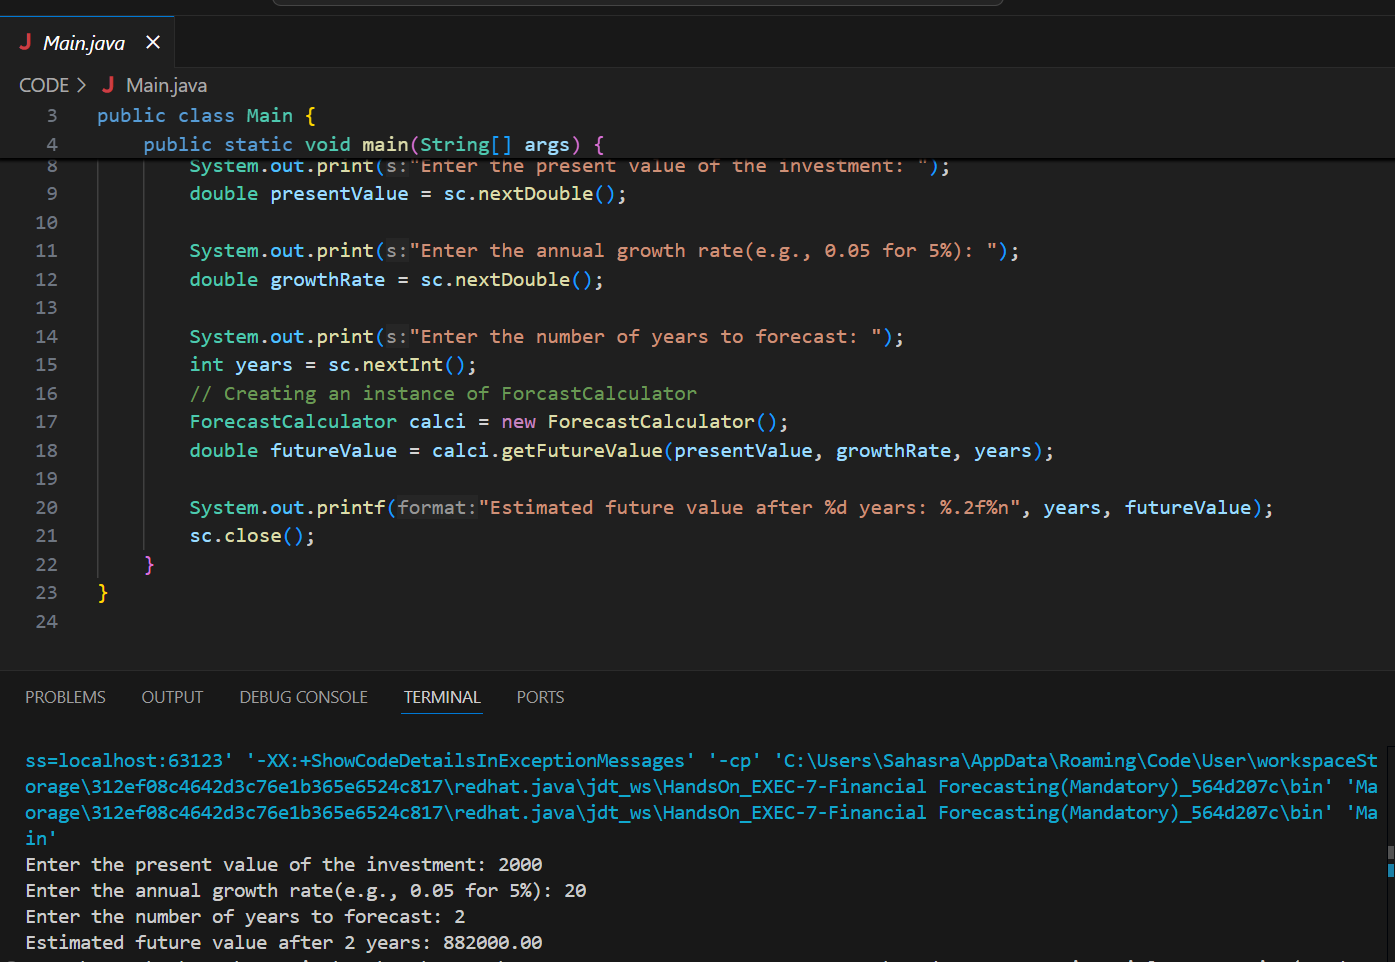 Main.java
CODE > Main.java
3 public class Main {
4 public static void main(String[] args) {
8 System.out.print(s:"Enter the present value of the investment: ");
9 double presentValue = sc.nextDouble();
10
11 System.out.print(s:"Enter the annual growth rate(e.g., 0.05 for 5%): ");
12 double growthRate = sc.nextDouble();
13
14 System.out.print(s:"Enter the number of years to forecast: ");
15 int years = sc.nextInt();
16 // Creating an instance of ForcastCalculator
17 ForecastCalculator calci = new ForecastCalculator();
18 double futureValue = calci.getFutureValue(presentValue, growthRate, years);
19
20 System.out.printf(format:"Estimated future value after %d years: %.2f%n", years, futureValue);
21 sc.close();
22 }
23 }
24
PROBLEMS OUTPUT DEBUG CONSOLE TERMINAL PORTS
ss=localhost:63123' '-XX:+ShowCodeDetailsInExceptionMessages' '-cp' 'C:\Users\Sahasra\AppData\Roaming\Code\User\workspaceSt
orage\312ef08c4642d3c76e1b365e6524c817\redhat.java\jdt_ws\HandsOn_EXEC-7-Financial Forecasting(Mandatory)_564d207c\bin' 'Ma
orage\312ef08c4642d3c76e1b365e6524c817\redhat.java\jdt_ws\HandsOn_EXEC-7-Financial Forecasting(Mandatory)_564d207c\bin' 'Ma
in'
Enter the present value of the investment: 2000
Enter the annual growth rate(e.g., 0.05 for 5%): 20
Enter the number of years to forecast: 2
Estimated future value after 2 years: 882000.00